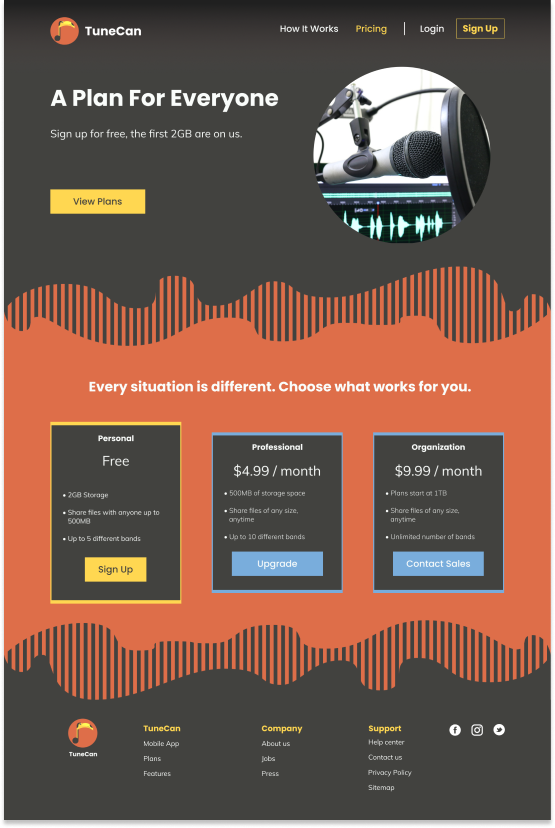 TuneCan
How It Works
Pricing
Login
Sign Up
A Plan For Everyone
Sign up for free, the first 2GB are on us.
View Plans
Every situation is different. Choose what works for you.
Personal
Free
• 2GB Storage
• Share files with anyone up to
500MB
• Up to 5 different bands
Sign Up
Professional
$4.99 / month
• 500MB of storage space
• Share files of any size,
anytime
• Up to 10 different bands
Upgrade
Organization
$9.99 / month
• Plans start at 1TB
• Share files of any size,
anytime
• Unlimited number of bands
Contact Sales
TuneCan
TuneCan
Mobile App
Plans
Features
Company
About us
Jobs
Press
Support
Help center
Contact us
Privacy Policy
Sitemap